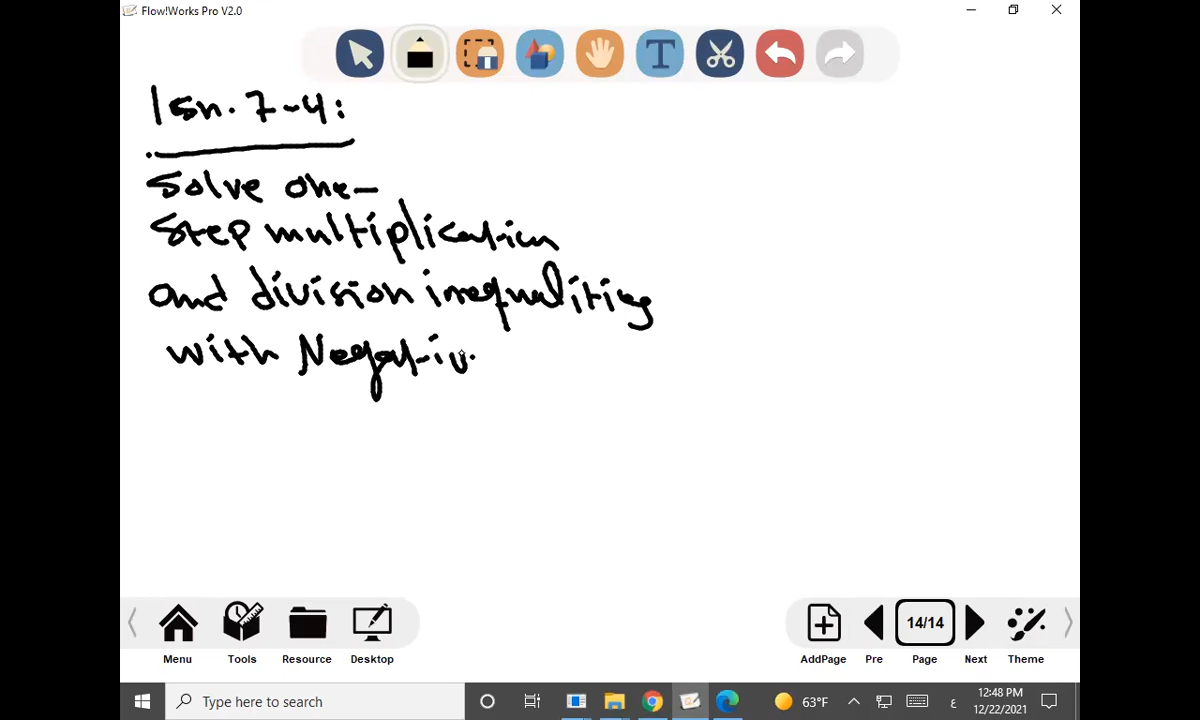 Flow!Works Pro V2.0
lsn. 7-4:
Solve one-
step multiplication
and division inequalities
with Negativ
Menu
Tools
Resource
Desktop
AddPage
Pre
14/14
Page
Next
Theme
Type here to search
63°F
ع
12:48 PM
12/22/2021